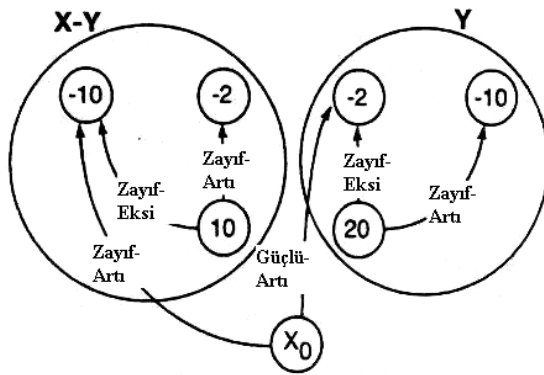 X-Y
Y
-10
-2
-2
-10
Zayıf-
Artı
Zayıf-
Eksi
10
Zayıf-
Artı
Güçlü-
Artı
Zayıf-
Eksi
20
Zayıf-
Artı
X0